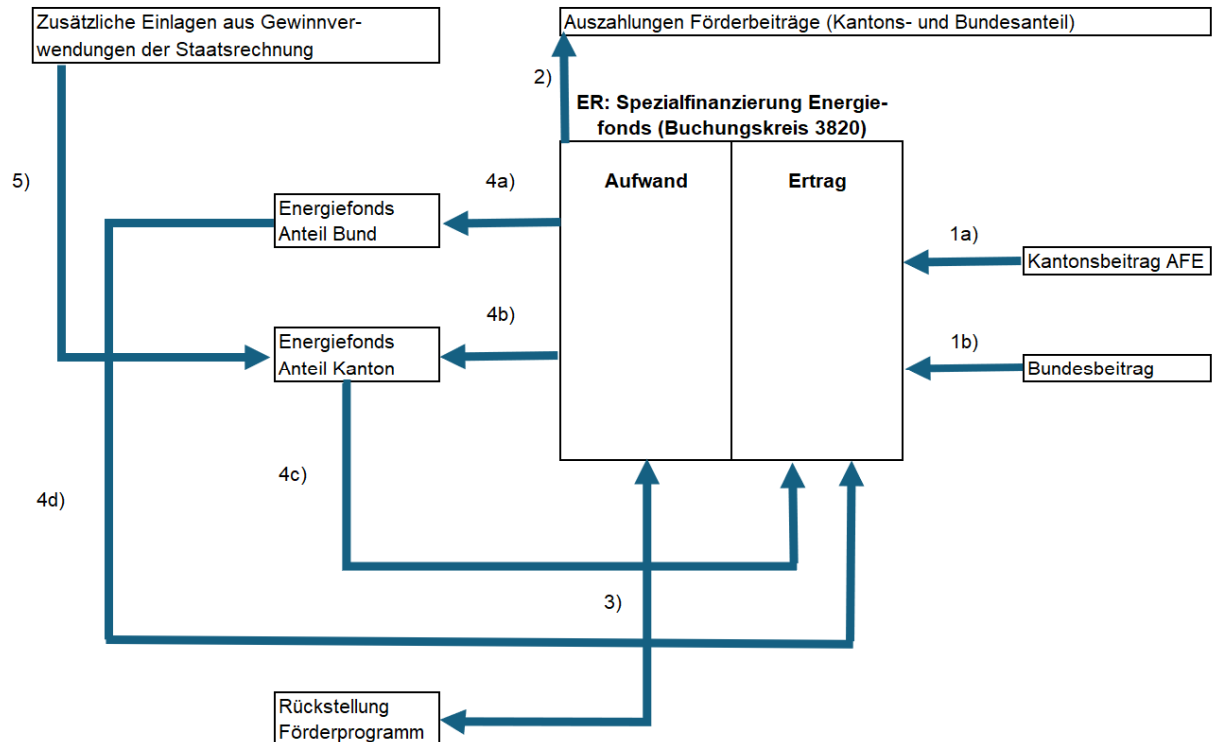 Zusätzliche Einlagen aus Gewinnver-
wendungen der Staatsrechnung
Auszahlungen Förderbeiträge (Kantons- und Bundesanteil)
2)
ER: Spezialfinanzierung Energie-
fonds (Buchungskreis 3820)
5)
4a)
Aufwand
Ertrag
Energiefonds
Anteil Bund
1a)
Kantonsbeitrag AFE
4b)
Energiefonds
Anteil Kanton
1b)
Bundesbeitrag
4c)
4d)
3)
Rückstellung
Förderprogramm